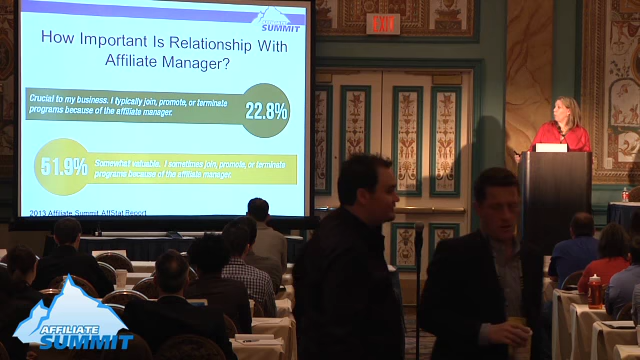 AFFILIATE
SUMMIT
EXIT
How Important Is Relationship With
Affiliate Manager?
Crucial to my business. I typically join, promote, or terminate
programs because of the affiliate manager.
22.8%
51.9%
Somewhat valuable. I sometimes join, promote, or terminate
programs because of the affiliate manager.
2013 Affiliate Summit AffStat Report
AFFILIATE
SUMMIT